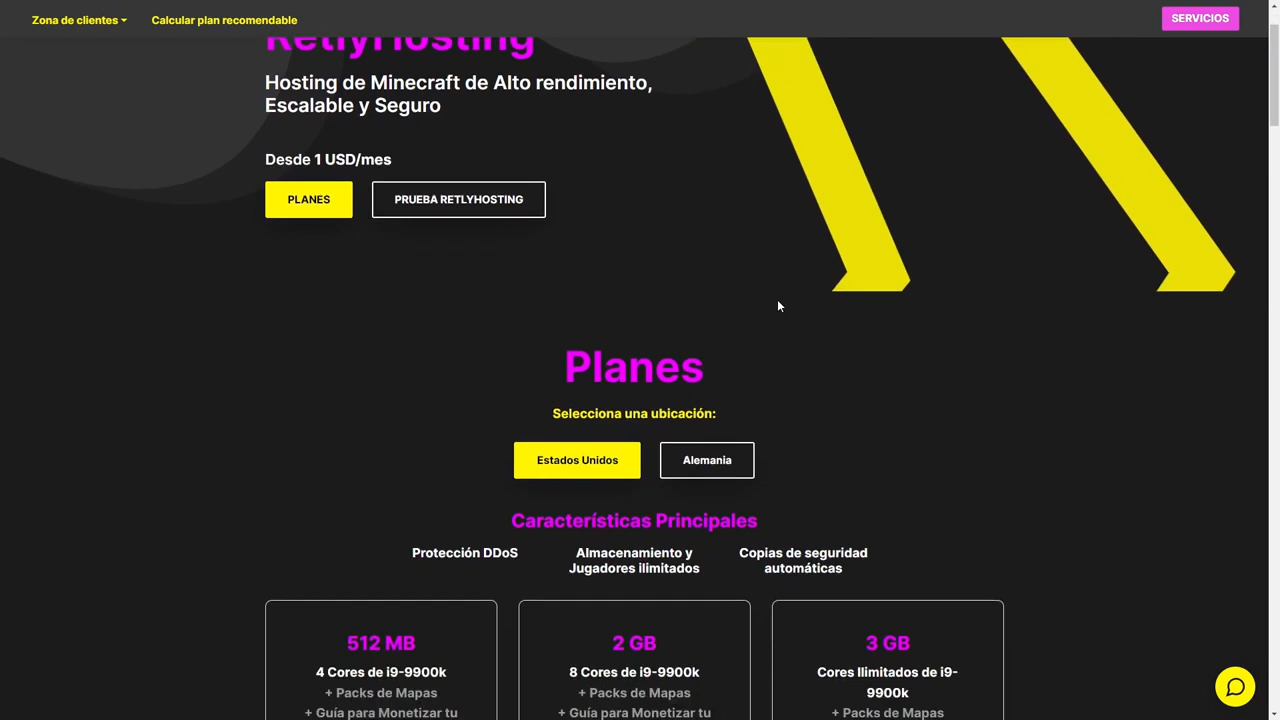 Zona de clientes
Calcular plan recomendable
SERVICIOS
RetlyHosting
Hosting de Minecraft de Alto rendimiento,
Escalable y Seguro
Desde 1 USD/mes
PLANES
PRUEBA RETLYHOSTING
Planes
Selecciona una ubicación:
Estados Unidos
Alemania
Características Principales
Protección DDoS
Almacenamiento y
Jugadores ilimitados
Copias de seguridad
automáticas
512 MB
4 Cores de i9-9900k
+ Packs de Mapas
+ Guía para Monetizar tu
2 GB
8 Cores de i9-9900k
+ Packs de Mapas
+ Guía para Monetizar tu
3 GB
Cores Ilimitados de i9-
9900k
+ Packs de Mapas